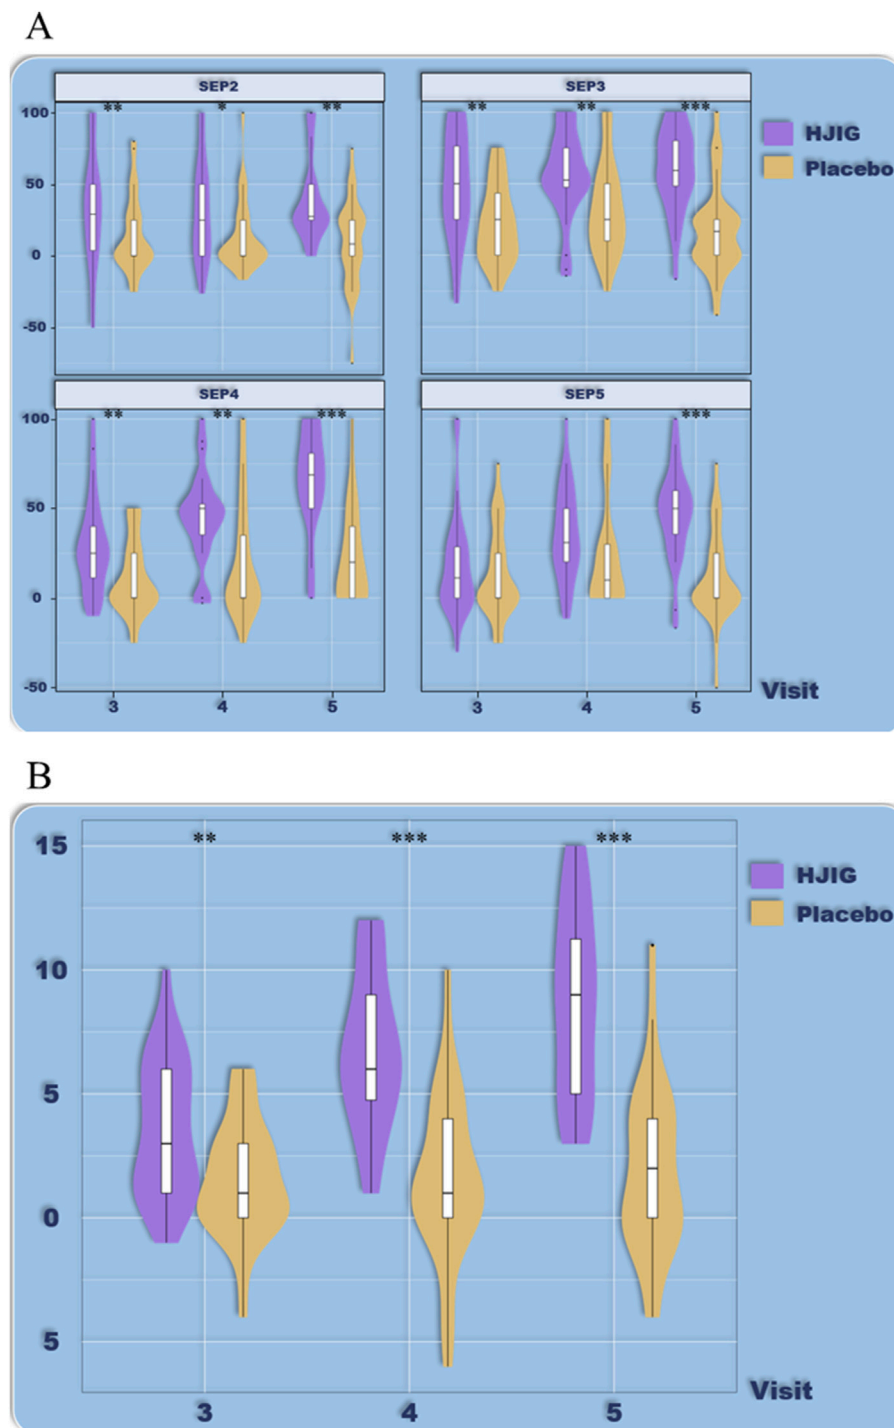 A
SEP2 SEP3
** * ** ** ** ***
100
50
0
-50
HJIG
Placebo
SEP4 SEP5
** ** *** ***
100
50
0
-50
3 4 5 3 4 5
Visit
B
** *** ***
15
10
5
0
5
HJIG
Placebo
3 4 5
Visit